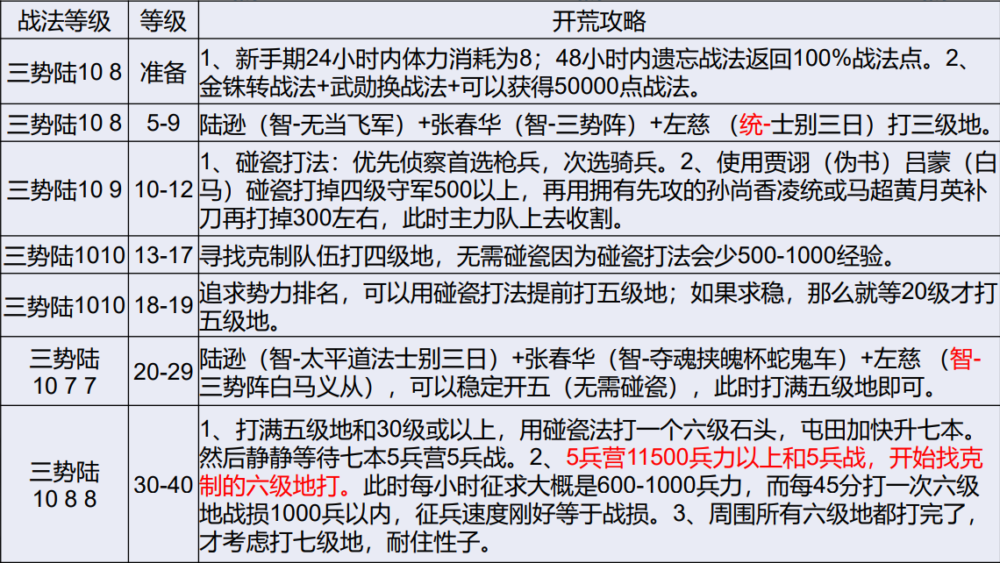 战法等级 等级 开荒攻略
三势陆10 8 准备 1、新手期24小时内体力消耗为8；48小时内遗忘战法返回100%战法点。2、
金铢转战法+武勋换战法+可以获得50000点战法。
三势陆10 8 5-9 陆逊（智-无当飞军）+张春华（智-三势阵）+左慈 （统-士别三日）打三级地。
三势陆10 9 10-12 1、碰瓷打法：优先侦察首选枪兵，次选骑兵。2、使用贾诩（伪书）吕蒙（白
马）碰瓷打掉四级守军500以上，再用拥有先攻的孙尚香凌统或马超黄月英补
刀再打掉300左右，此时主力队上去收割。
三势陆1010 13-17 寻找克制队伍打四级地，无需碰瓷因为碰瓷打法会少500-1000经验。
三势陆1010 18-19 追求势力排名，可以用碰瓷打法提前打五级地；如果求稳，那么就等20级才打
五级地。
三势陆
10 7 7 20-29 陆逊（智-太平道法士别三日）+张春华（智-夺魂挟魄杯蛇鬼车）+左慈 （智-
三势阵白马义从），可以稳定开五（无需碰瓷），此时打满五级地即可。
三势陆
10 8 8 30-40 1、打满五级地和30级或以上，用碰瓷法打一个六级石头，屯田加快升七本。
然后静静等待七本5兵营5兵战。2、5兵营11500兵力以上和5兵战，开始找克
制的六级地打。此时每小时征求大概是600-1000兵力，而每45分打一次六级
地战损1000兵以内，征兵速度刚好等于战损。3、周围所有六级地都打完了，
才考虑打七级地，耐住性子。